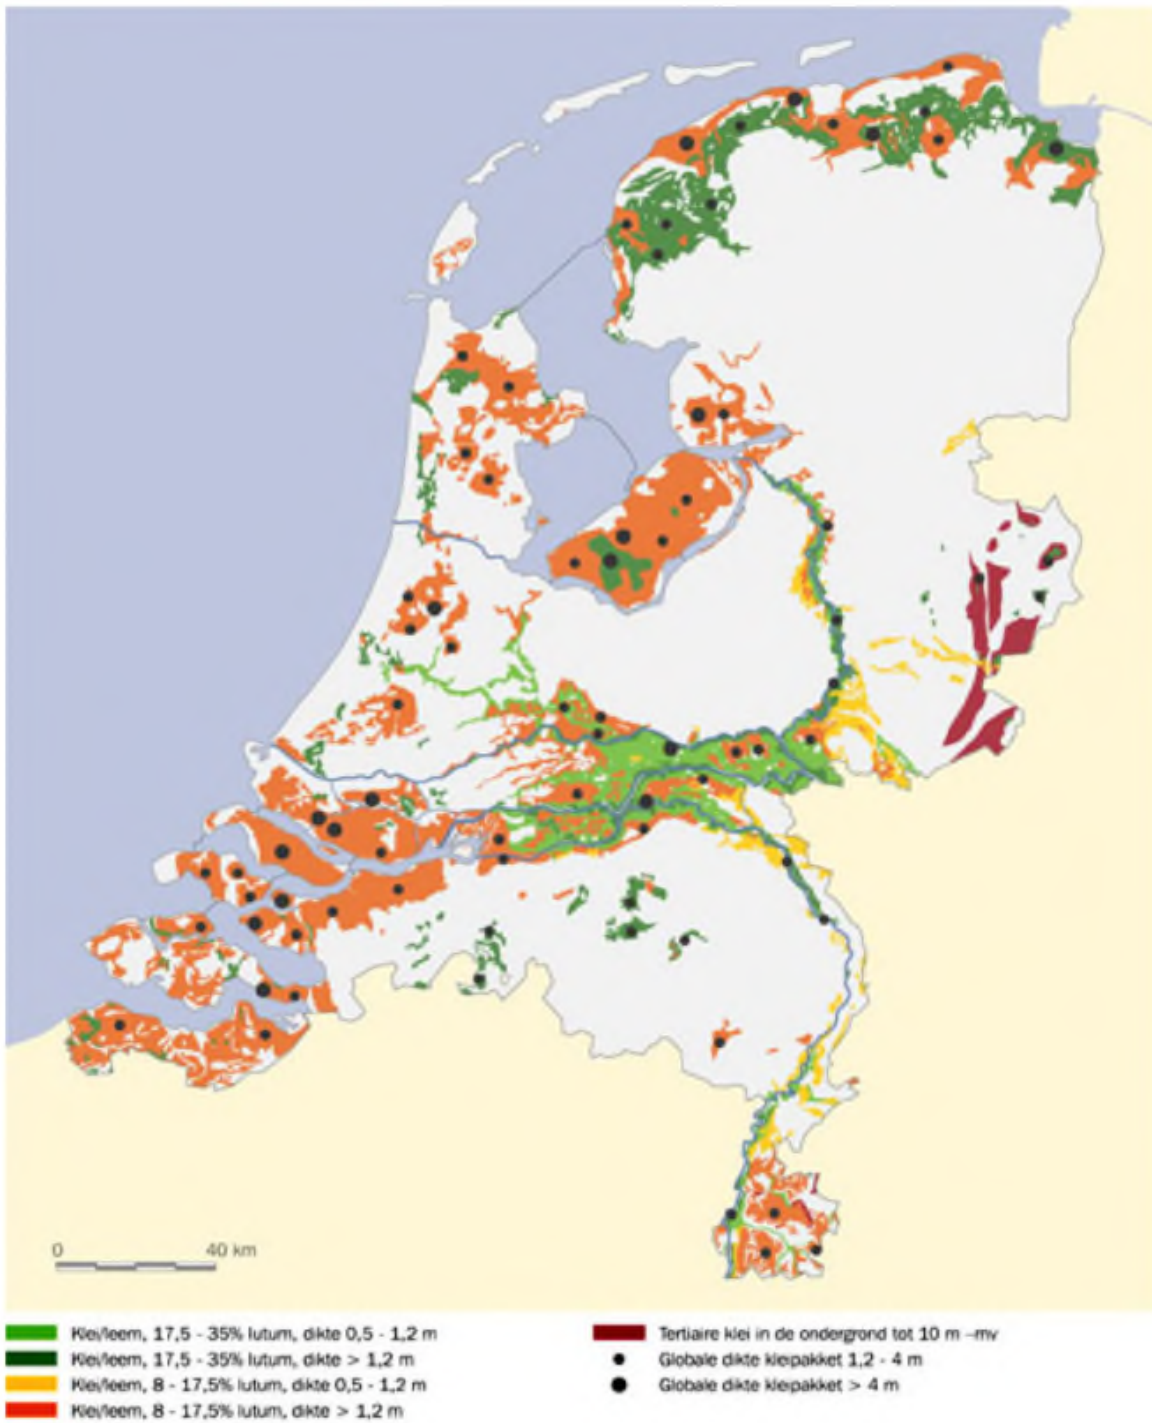 0 40 km
Klei/leem, 17,5 - 35% lutum, dikte 0,5 - 1,2 m
Klei/leem, 17,5 - 35% lutum, dikte > 1,2 m
Klei/leem, 8 - 17,5% lutum, dikte 0,5 - 1,2 m
Klei/leem, 8 - 17,5% lutum, dikte > 1,2 m
Tertiaire klei in de ondergrond tot 10 m –mv
Globale dikte kleipakket 1,2 - 4 m
Globale dikte kleipakket > 4 m